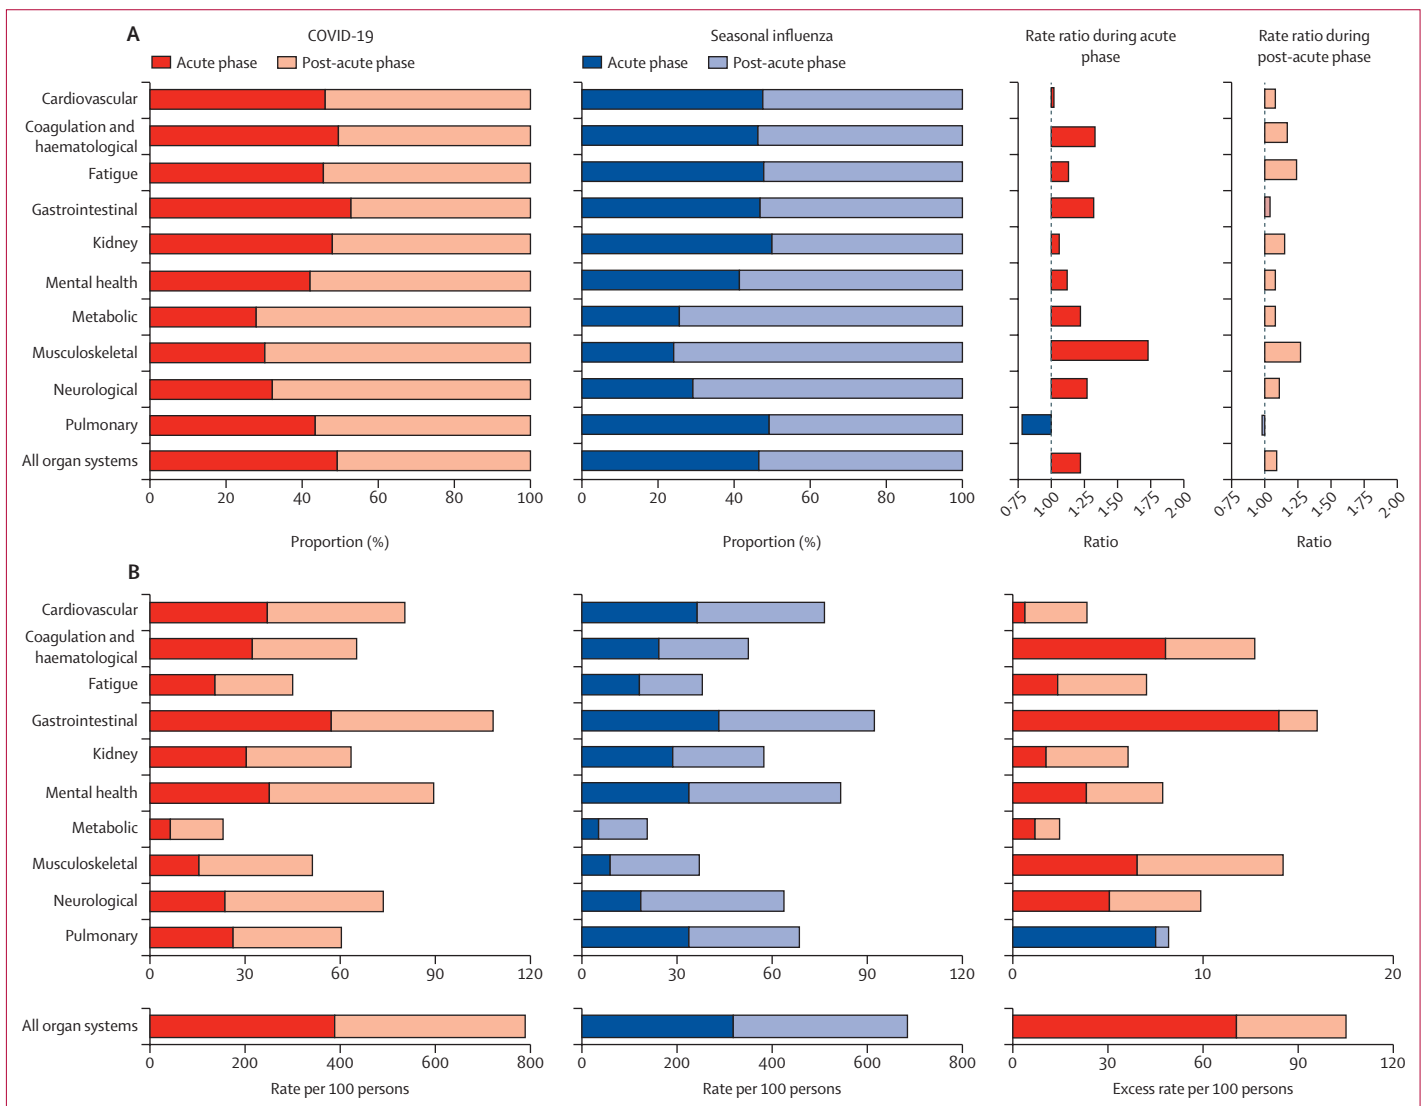 A
COVID-19
Seasonal influenza
Rate ratio during acute
phase
Rate ratio during
post-acute phase
Acute phase
Post-acute phase
Acute phase
Post-acute phase
Cardiovascular
Coagulation and
haematological
Fatigue
Gastrointestinal
Kidney
Mental health
Metabolic
Musculoskeletal
Neurological
Pulmonary
All organ systems
0 20 40 60 80 100
0 20 40 60 80 100
0·75 1·00 1·25 1·50 1·75 2·00
0·75 1·00 1·25 1·50 1·75 2·00
Proportion (%)
Proportion (%)
Ratio
Ratio
B
Cardiovascular
Coagulation and
haematological
Fatigue
Gastrointestinal
Kidney
Mental health
Metabolic
Musculoskeletal
Neurological
Pulmonary
0 30 60 90 120
0 30 60 90 120
0 10 20
All organ systems
0 200 400 600 800
0 200 400 600 800
0 30 60 90 120
Rate per 100 persons
Rate per 100 persons
Excess rate per 100 persons